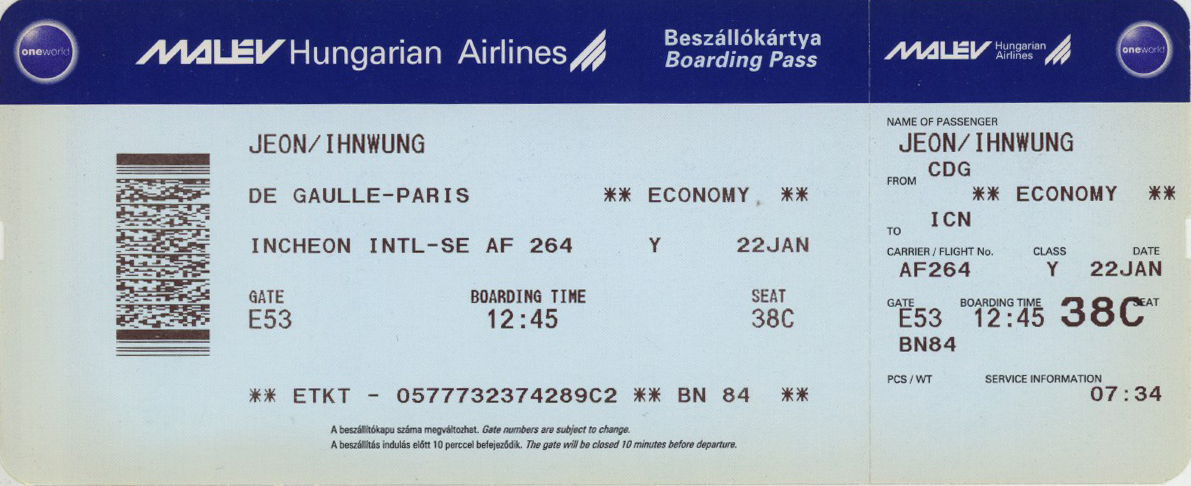 oneworld
MALEV Hungarian Airlines
Beszállókártya
Boarding Pass
JEON/IHNWUNG
DE GAULLE-PARIS ** ECONOMY **
INCHEON INTL-SE AF 264 Y 22JAN
GATE BOARDING TIME SEAT
E53 12:45 38C
** ETKT - 0577732374289C2 ** BN 84 **
A beszállítókapu száma megváltozhat. Gate numbers are subject to change.
A beszállítás indulás előtt 10 perccel befejeződik. The gate will be closed 10 minutes before departure.
MALEV Hungarian Airlines
oneworld
NAME OF PASSENGER
JEON/IHNWUNG
FROM CDG
** ECONOMY **
TO ICN
CARRIER / FLIGHT No. CLASS DATE
AF264 Y 22JAN
GATE BOARDING TIME SEAT
E53 12:45 38C
BN84
PCS / WT SERVICE INFORMATION
07:34